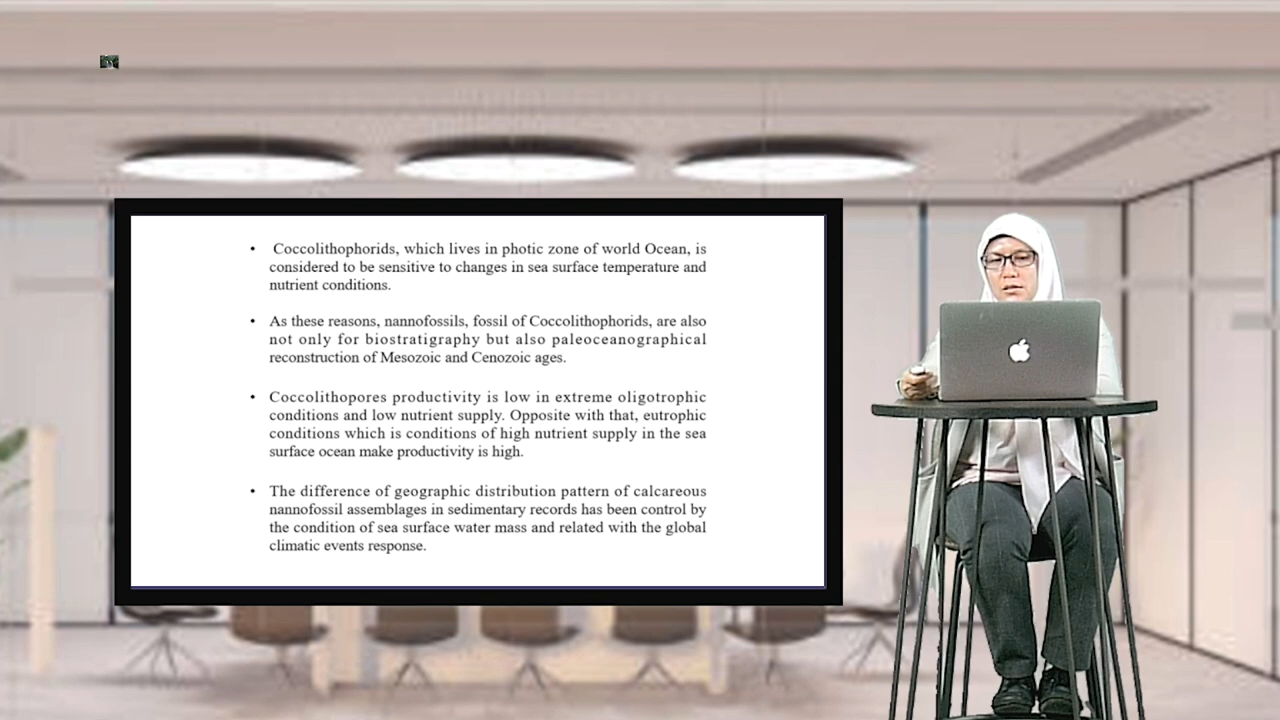 • Coccolithophorids, which lives in photic zone of world Ocean, is
considered to be sensitive to changes in sea surface temperature and
nutrient conditions.
• As these reasons, nannofossils, fossil of Coccolithophorids, are also
not only for biostratigraphy but also paleoceanographical
reconstruction of Mesozoic and Cenozoic ages.
• Coccolithopores productivity is low in extreme oligotrophic
conditions and low nutrient supply. Opposite with that, eutrophic
conditions which is conditions of high nutrient supply in the sea
surface ocean make productivity is high.
• The difference of geographic distribution pattern of calcareous
nannofossil assemblages in sedimentary records has been control by
the condition of sea surface water mass and related with the global
climatic events response.